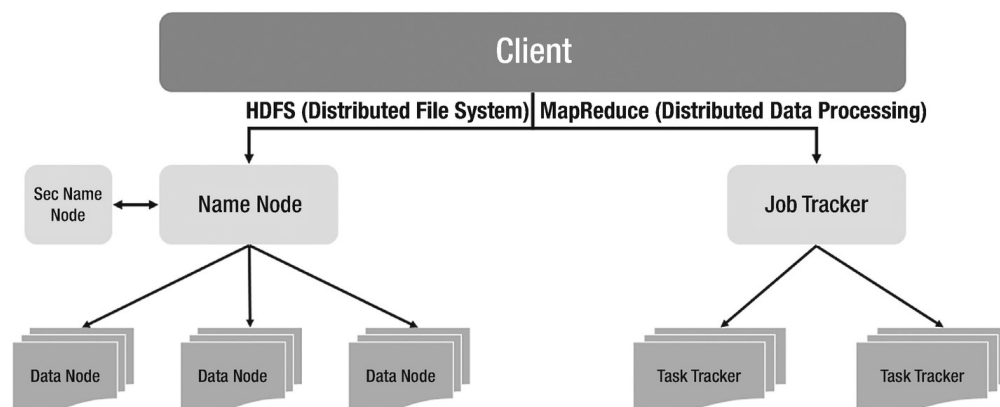 Client
HDFS (Distributed File System) MapReduce (Distributed Data Processing)
Sec Name
Node
Name Node
Job Tracker
Data Node
Data Node
Data Node
Task Tracker
Task Tracker